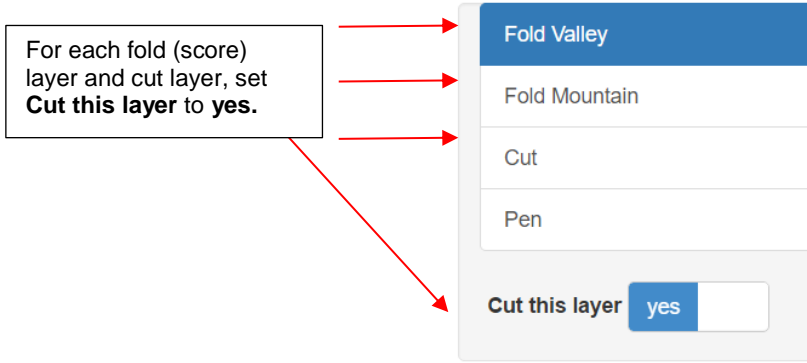 For each fold (score)
layer and cut layer, set
Cut this layer to yes.
Fold Valley
Fold Mountain
Cut
Pen
Cut this layer yes